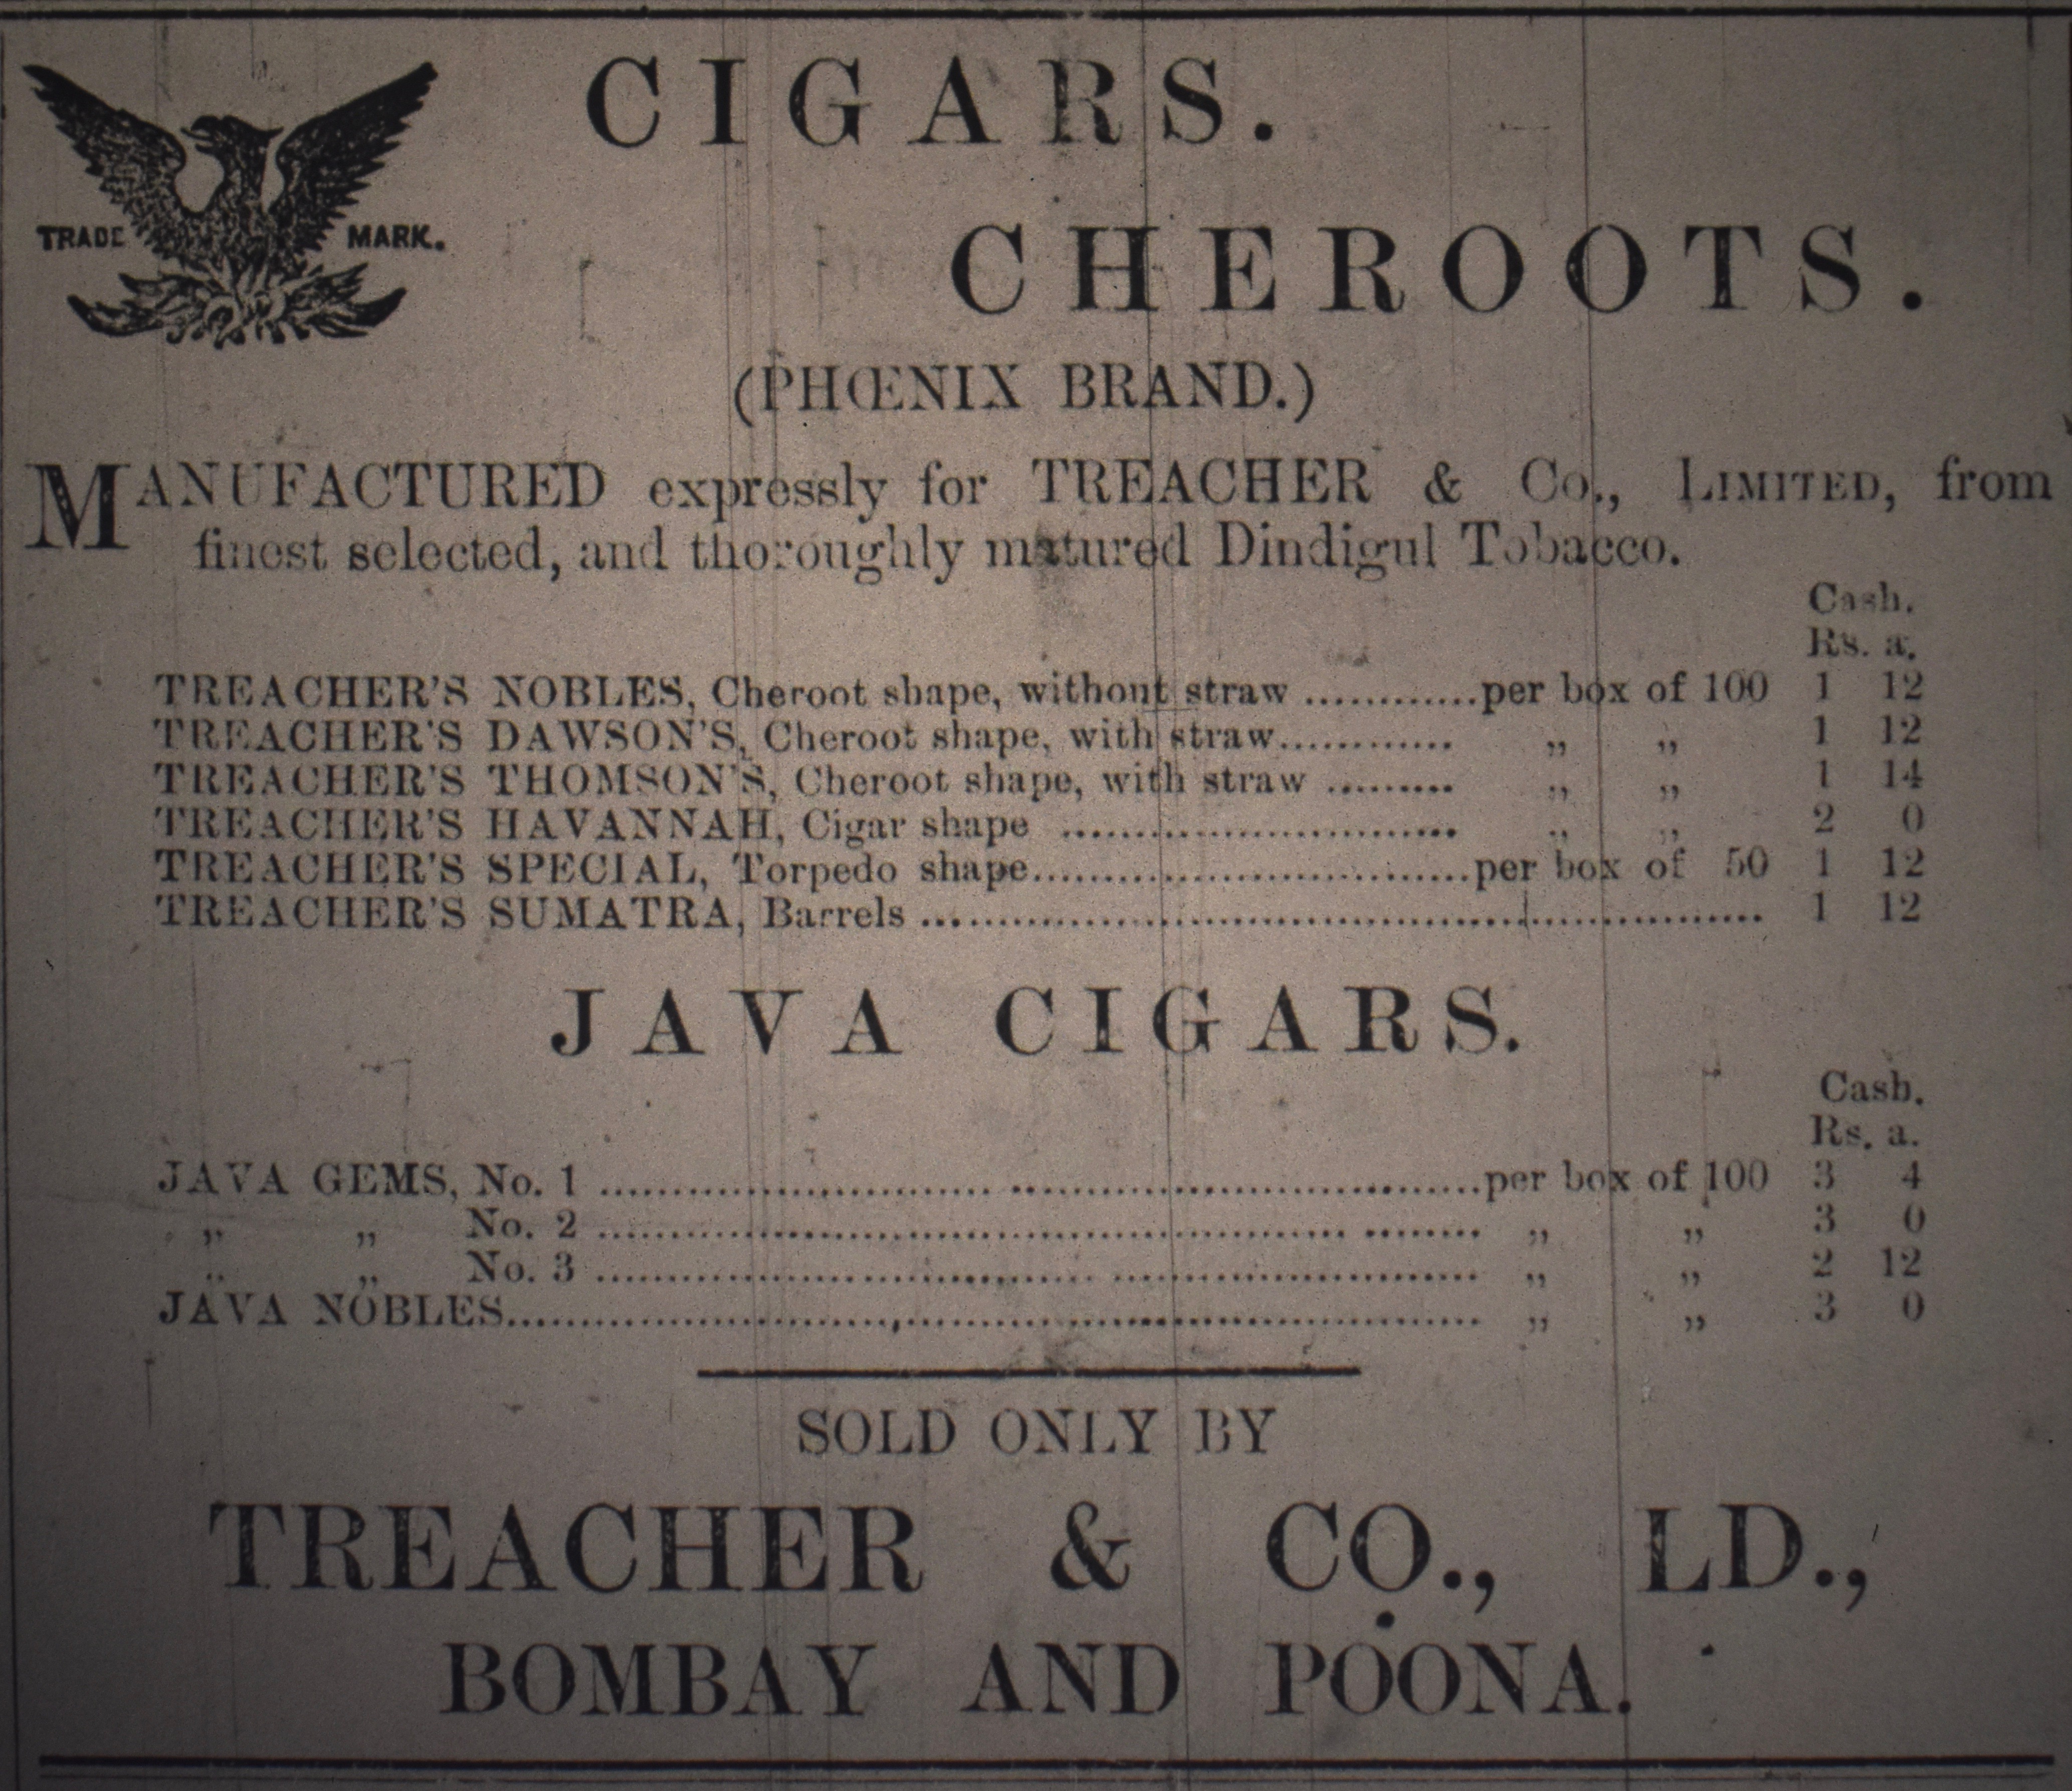 CIGARS.
TRADE MARK.
CHEROOTS.
(PHŒNIX BRAND.)
MANUFACTURED expressly for TREACHER & Co., LIMITED, from
finest selected, and thoroughly matured Dindigul Tobacco.
Cash.
Rs. a.
TREACHER'S NOBLES, Cheroot shape, without straw ............per box of 100 1 12
TREACHER'S DAWSON'S, Cheroot shape, with straw............ „ „ 1 12
TREACHER'S THOMSON'S, Cheroot shape, with straw ......... „ „ 1 14
TREACHER'S HAVANNAH, Cigar shape ........................... „ „ 2 0
TREACHER'S SPECIAL, Torpedo shape..............................per box of 50 1 12
TREACHER'S SUMATRA, Barrels ......................................................... 1 12
JAVA CIGARS.
Cash.
Rs. a.
JAVA GEMS, No. 1 ............................................................per box of 100 3 4
„ „ No. 2 ............................................................ „ „ 3 0
„ „ No. 3 ............................................................ „ „ 2 12
JAVA NOBLES.................................................................. „ „ 3 0
SOLD ONLY BY
TREACHER & CO., LD.,
BOMBAY AND POONA.